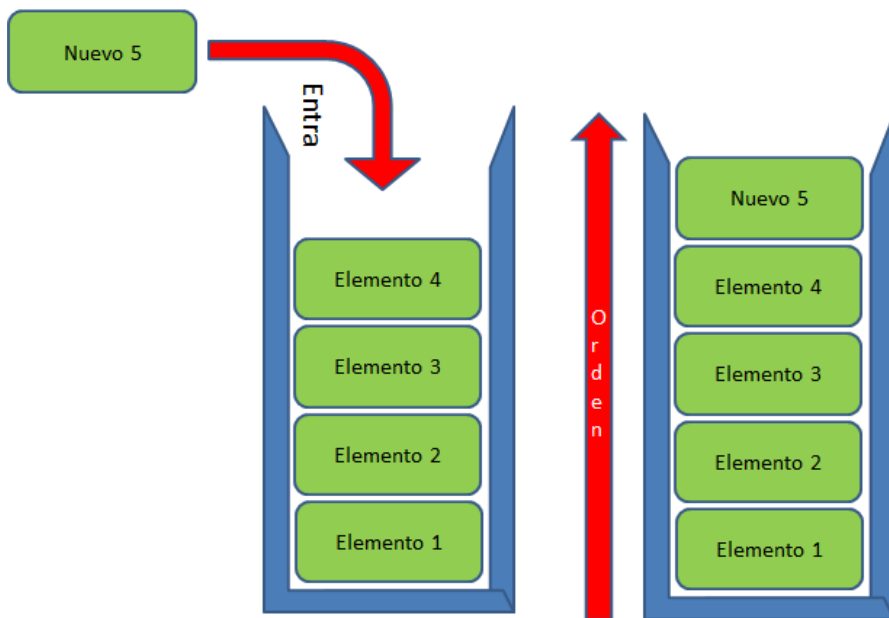 Nuevo 5
Entra
Elemento 4
Elemento 3
Elemento 2
Elemento 1
Orden
Nuevo 5
Elemento 4
Elemento 3
Elemento 2
Elemento 1